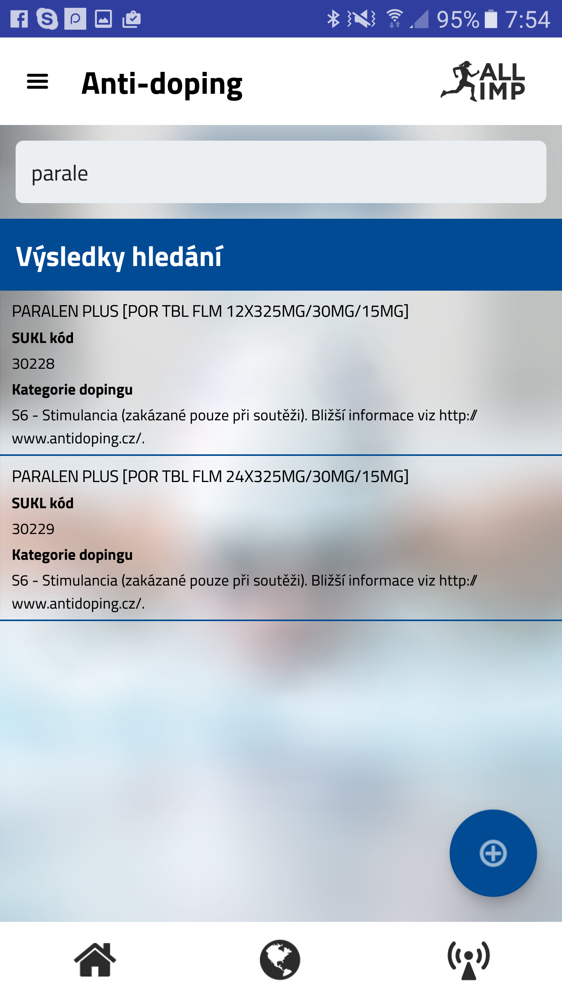 95% 7:54
Anti-doping
ALL
IMP
parale
Výsledky hledání
PARALEN PLUS [POR TBL FLM 12X325MG/30MG/15MG]
SUKL kód
30228
Kategorie dopingu
S6 - Stimulancia (zakázané pouze při soutěži). Bližší informace viz http://
www.antidoping.cz/.
PARALEN PLUS [POR TBL FLM 24X325MG/30MG/15MG]
SUKL kód
30229
Kategorie dopingu
S6 - Stimulancia (zakázané pouze při soutěži). Bližší informace viz http://
www.antidoping.cz/.